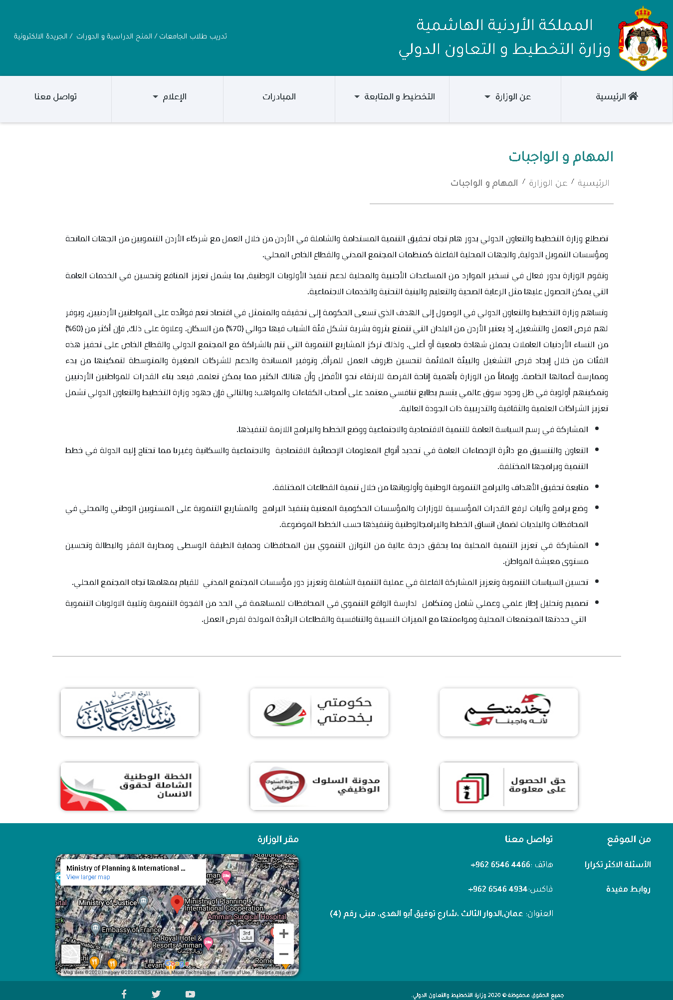 المملكة الأردنية الهاشمية
وزارة التخطيط و التعاون الدولي
تدريب طلاب الجامعات / المنح الدراسية و الدورات / الجريدة الالكترونية
الرئيسية
عن الوزارة
التخطيط و المتابعة
المبادرات
الإعلام
تواصل معنا
المهام و الواجبات
الرئيسية / عن الوزارة / المهام و الواجبات
تضطلع وزارة التخطيط والتعاون الدولي بدور هام تجاه تحقيق التنمية المستدامة والشاملة في الأردن من خلال العمل مع شركاء الأردن التنمويين من الجهات المانحة
ومؤسسات التمويل الدولية، والجهات المحلية الفاعلة كمنظمات المجتمع المدني والقطاع الخاص المحلي.
وتقوم الوزارة بدور فعال في تسخير الموارد من المساعدات الأجنبية والمحلية لدعم تنفيذ الأولويات الوطنية، بما يشمل تعزيز المنافع وتحسين في الخدمات العامة
التي يمكن الحصول عليها مثل الرعاية الصحية والتعليم والبنية التحتية والخدمات الاجتماعية.
وتساهم وزارة التخطيط والتعاون الدولي في الوصول إلى الهدف الذي تسعى الحكومة إلى تحقيقه والمتمثل في اقتصاد تعم فوائده على المواطنين الأردنيين، ويوفر
لهم فرص العمل والتشغيل، إذ يعتبر الأردن من البلدان التي تتمتع بثروة بشرية تشكل فئة الشباب فيها حوالي (70%) من السكان. وعلاوة على ذلك، فإن أكثر من (60%)
من النساء الأردنيات العاملات يحملن شهادة جامعية أو أعلى. ولذلك تركز المشاريع التنموية التي تتم بالشراكة مع المجتمع الدولي والقطاع الخاص على تحفيز هذه
الفئات من خلال إيجاد فرص التشغيل والبيئة الملائمة لتحسين ظروف العمل للمرأة، وتوفير المساندة والدعم للشركات الصغيرة والمتوسطة لتمكينها من بدء
وممارسة أعمالها الخاصة. وإيماناً من الوزارة بأهمية إتاحة الفرصة للارتقاء نحو الأفضل وأن هنالك الكثير مما يمكن تعلمه، فيعد بناء القدرات للمواطنين الأردنيين
وتمكينهم أولوية في ظل وجود سوق عالمي يتسم بطابع تنافسي معتمد على أصحاب الكفاءات والمواهب؛ وبالتالي فإن جهود وزارة التخطيط والتعاون الدولي تشمل
تعزيز الشراكات العلمية والثقافية والتدريبية ذات الجودة العالية.
• المشاركة في رسم السياسة العامة للتنمية الاقتصادية والاجتماعية ووضع الخطط والبرامج اللازمة لتنفيذها.
• التعاون والتنسيق مع دائرة الإحصاءات العامة في تحديد أنواع المعلومات الإحصائية الاقتصادية والاجتماعية والسكانية وغيرىا مما تحتاج إليه الدولة في خطط
التنمية وبرامجها المختلفة.
• متابعة تحقيق الأهداف والبرامج التنموية الوطنية وأولوياتها من خلال تنمية القطاعات المختلفة.
• وضع برامج وآليات لرفع القدرات المؤسسية للوزارات والمؤسسات الحكومية المعنية بتنفيذ البرامج والمشاريع التنموية على المستويين الوطني والمحلي في
المحافظات والبلديات لضمان اتساق الخطط والبرامجالوطنية وتنفيذها حسب الخطط الموضوعة.
• المشاركة في تعزيز التنمية المحلية بما يحقق درجة عالية من التوازن التنموي بين المحافظات وحماية الطبقة الوسطى ومحاربة الفقر والبطالة وتحسين
مستوى معيشة المواطن.
• تحسين السياسات التنموية وتعزيز المشاركة الفاعلة في عملية التنمية الشاملة وتعزيز دور مؤسسات المجتمع المدني للقيام بمهامها تجاه المجتمع المحلي.
• تصميم وتحليل إطار علمي وعملي شامل ومتكامل لدارسة الواقع التنموي في المحافظات للمساهمة في الحد من الفجوة التنموية وتلبية الاولويات التنموية
التي حددتها المجتمعات المحلية ومواءمتها مع الميزات النسبية والتنافسية والقطاعات الرائدة المولدة لفرص العمل.
بخدمتكم
لأنه واجبنا
حكومتي
بخدمتي
الموقع الرسمي ل
رسالة عمان
حق الحصول
على معلومة
مدونة السلوك
الوظيفي
مدونة السلوك
الوظيفي
الخطة الوطنية
الشاملة لحقوق
الانسان
من الموقع
الأسئلة الاكثر تكرارا
روابط مفيدة
تواصل معنا
هاتف :4466 6546 962+
فاكس:4934 6546 962+
العنوان: عمان,الدوار الثالث ،شارع توفيق أبو الهدى، مبنى رقم (4)
مقر الوزارة
Ministry of Planning & International ...
View larger map
محطة مركز المدينة
للمحروقات - توتال
Q. Mesba
Ministry of Justice
Ministry of Planning &
International Cooperation
Amman Surgical Hospital
مستشفى عمان الجراحي
Embassy of France
3rd
الثالث
Le Royal Hotel &
Resorts Amman
رويال عمان
Al-Mutanabbi St.
Levant
Google
Rome
Map data ©2020 Imagery ©2020 CNES / Airbus, Maxar Technologies
Terms of Use
Report a map error
جميع الحقوق محفوظة © 2020 وزارة التخطيط والتعاون الدولي.